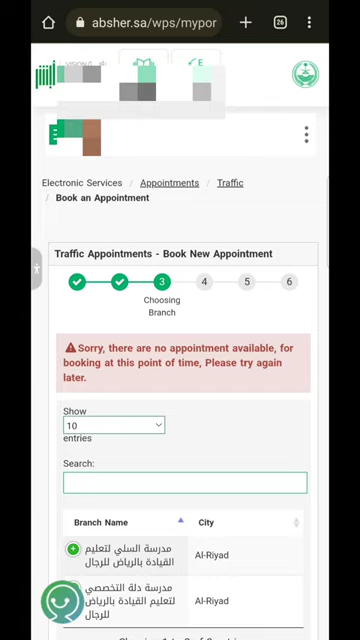 absher.sa/wps/mypor
26
E
Electronic Services / Appointments / Traffic
/ Book an Appointment
Traffic Appointments - Book New Appointment
3 4 5 6
Choosing
Branch
Sorry, there are no appointment available, for
booking at this point of time, Please try again
later.
Show
10
entries
Search:
Branch Name City
مدرسة السلي لتعليم
القيادة بالرياض للرجال
Al-Riyad
مدرسة دلة التخصصي
لتعليم القيادة بالرياض
للرجال
Al-Riyad